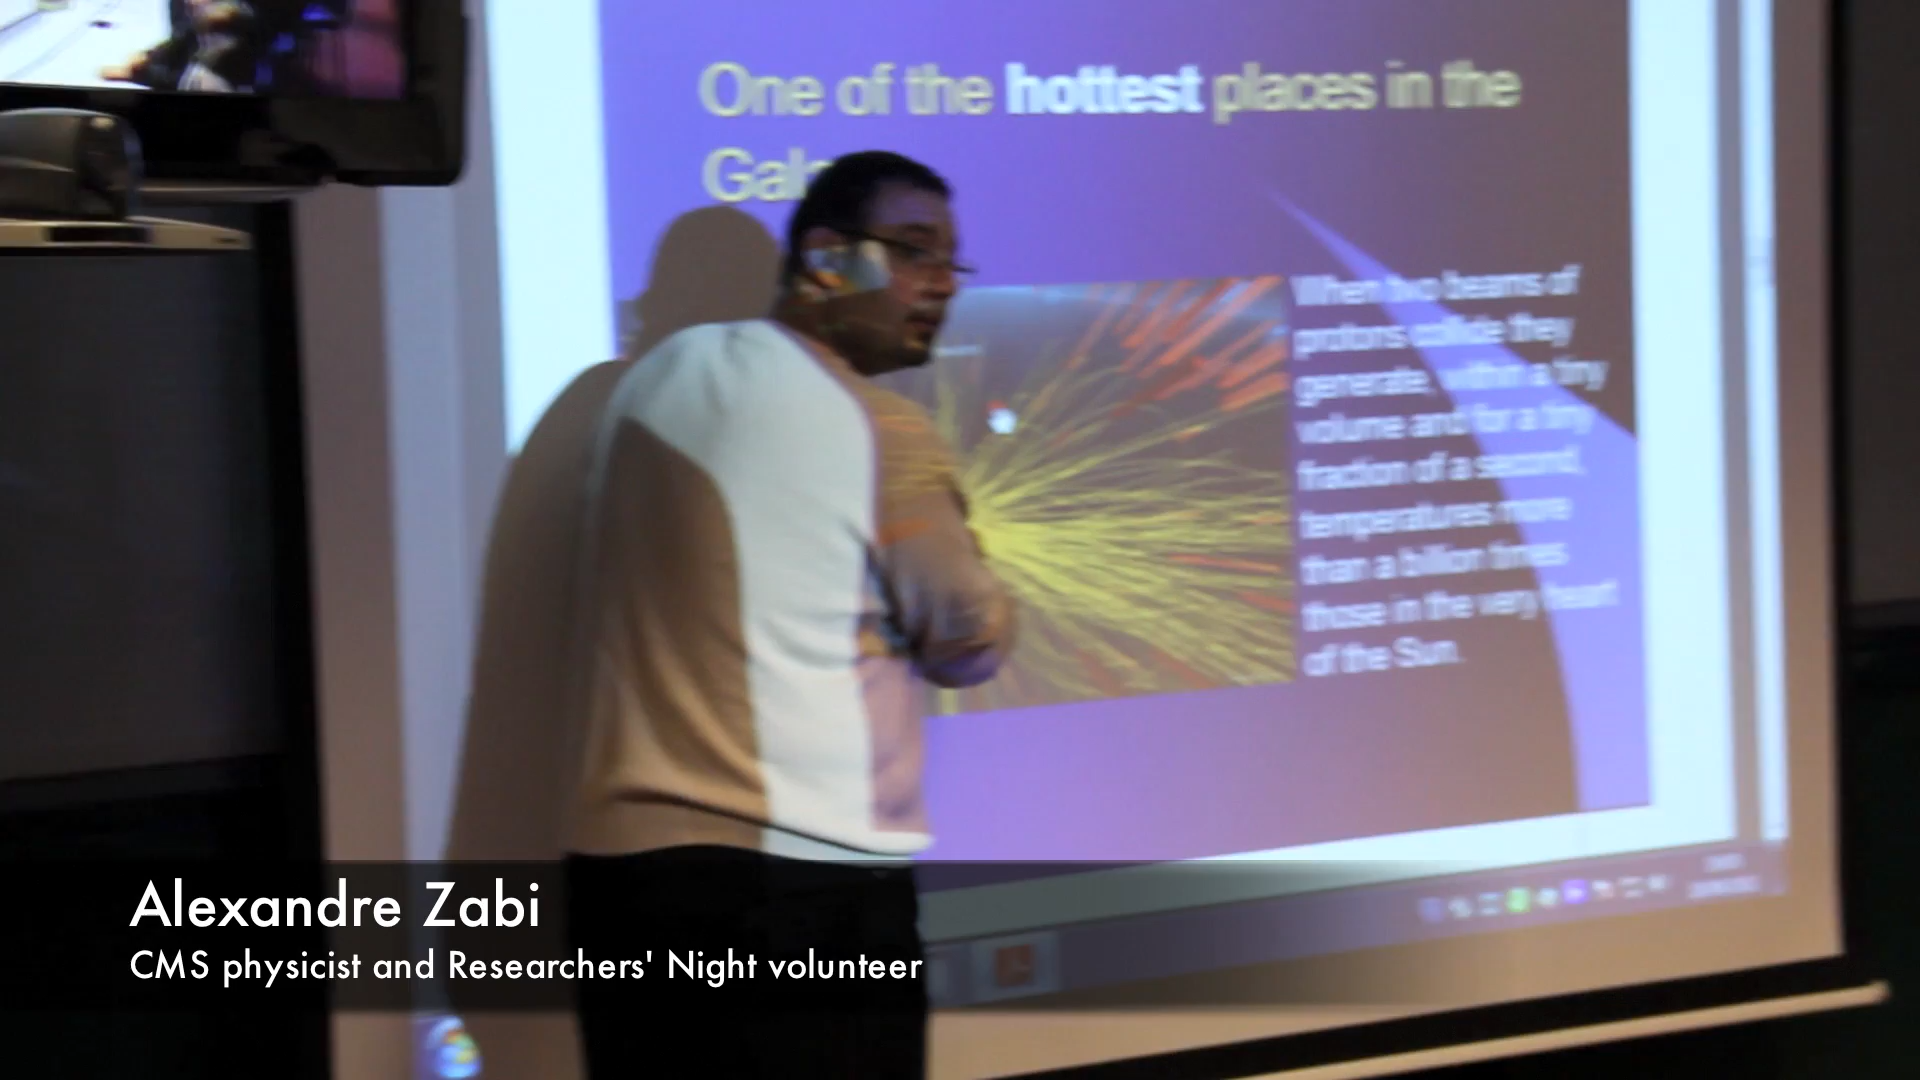 One of the hottest places in the
Gala
When two beams of
protons collide they
generate, within a tiny
volume and for a tiny
fraction of a second,
temperatures more
than a billion times
those in the very heart
of the Sun.
Alexandre Zabi
CMS physicist and Researchers' Night volunteer